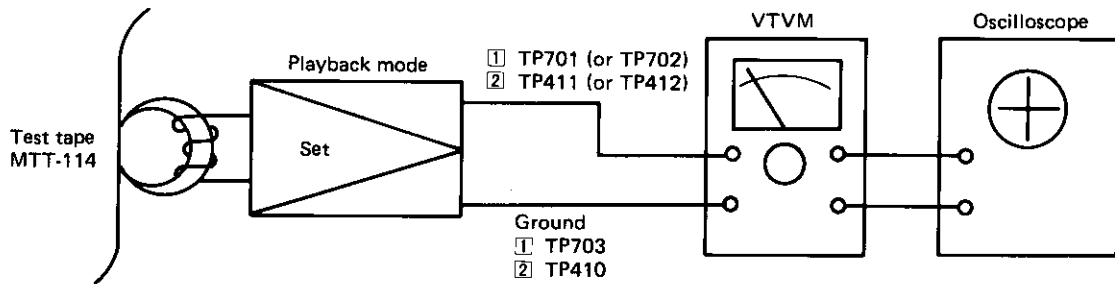 VTVM
Oscilloscope
1 TP701 (or TP702)
2 TP411 (or TP412)
Playback mode
Test tape
MTT-114
Set
Ground
1 TP703
2 TP410